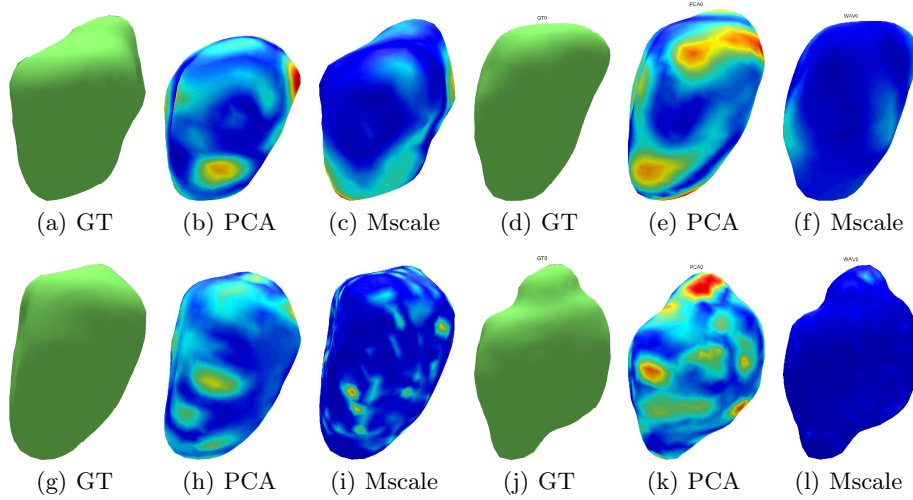 GT0
PCA0
WAV0
(a) GT
(b) PCA
(c) Mscale
(d) GT
(e) PCA
(f) Mscale
GT0
PCA0
WAV0
(g) GT
(h) PCA
(i) Mscale
(j) GT
(k) PCA
(l) Mscale